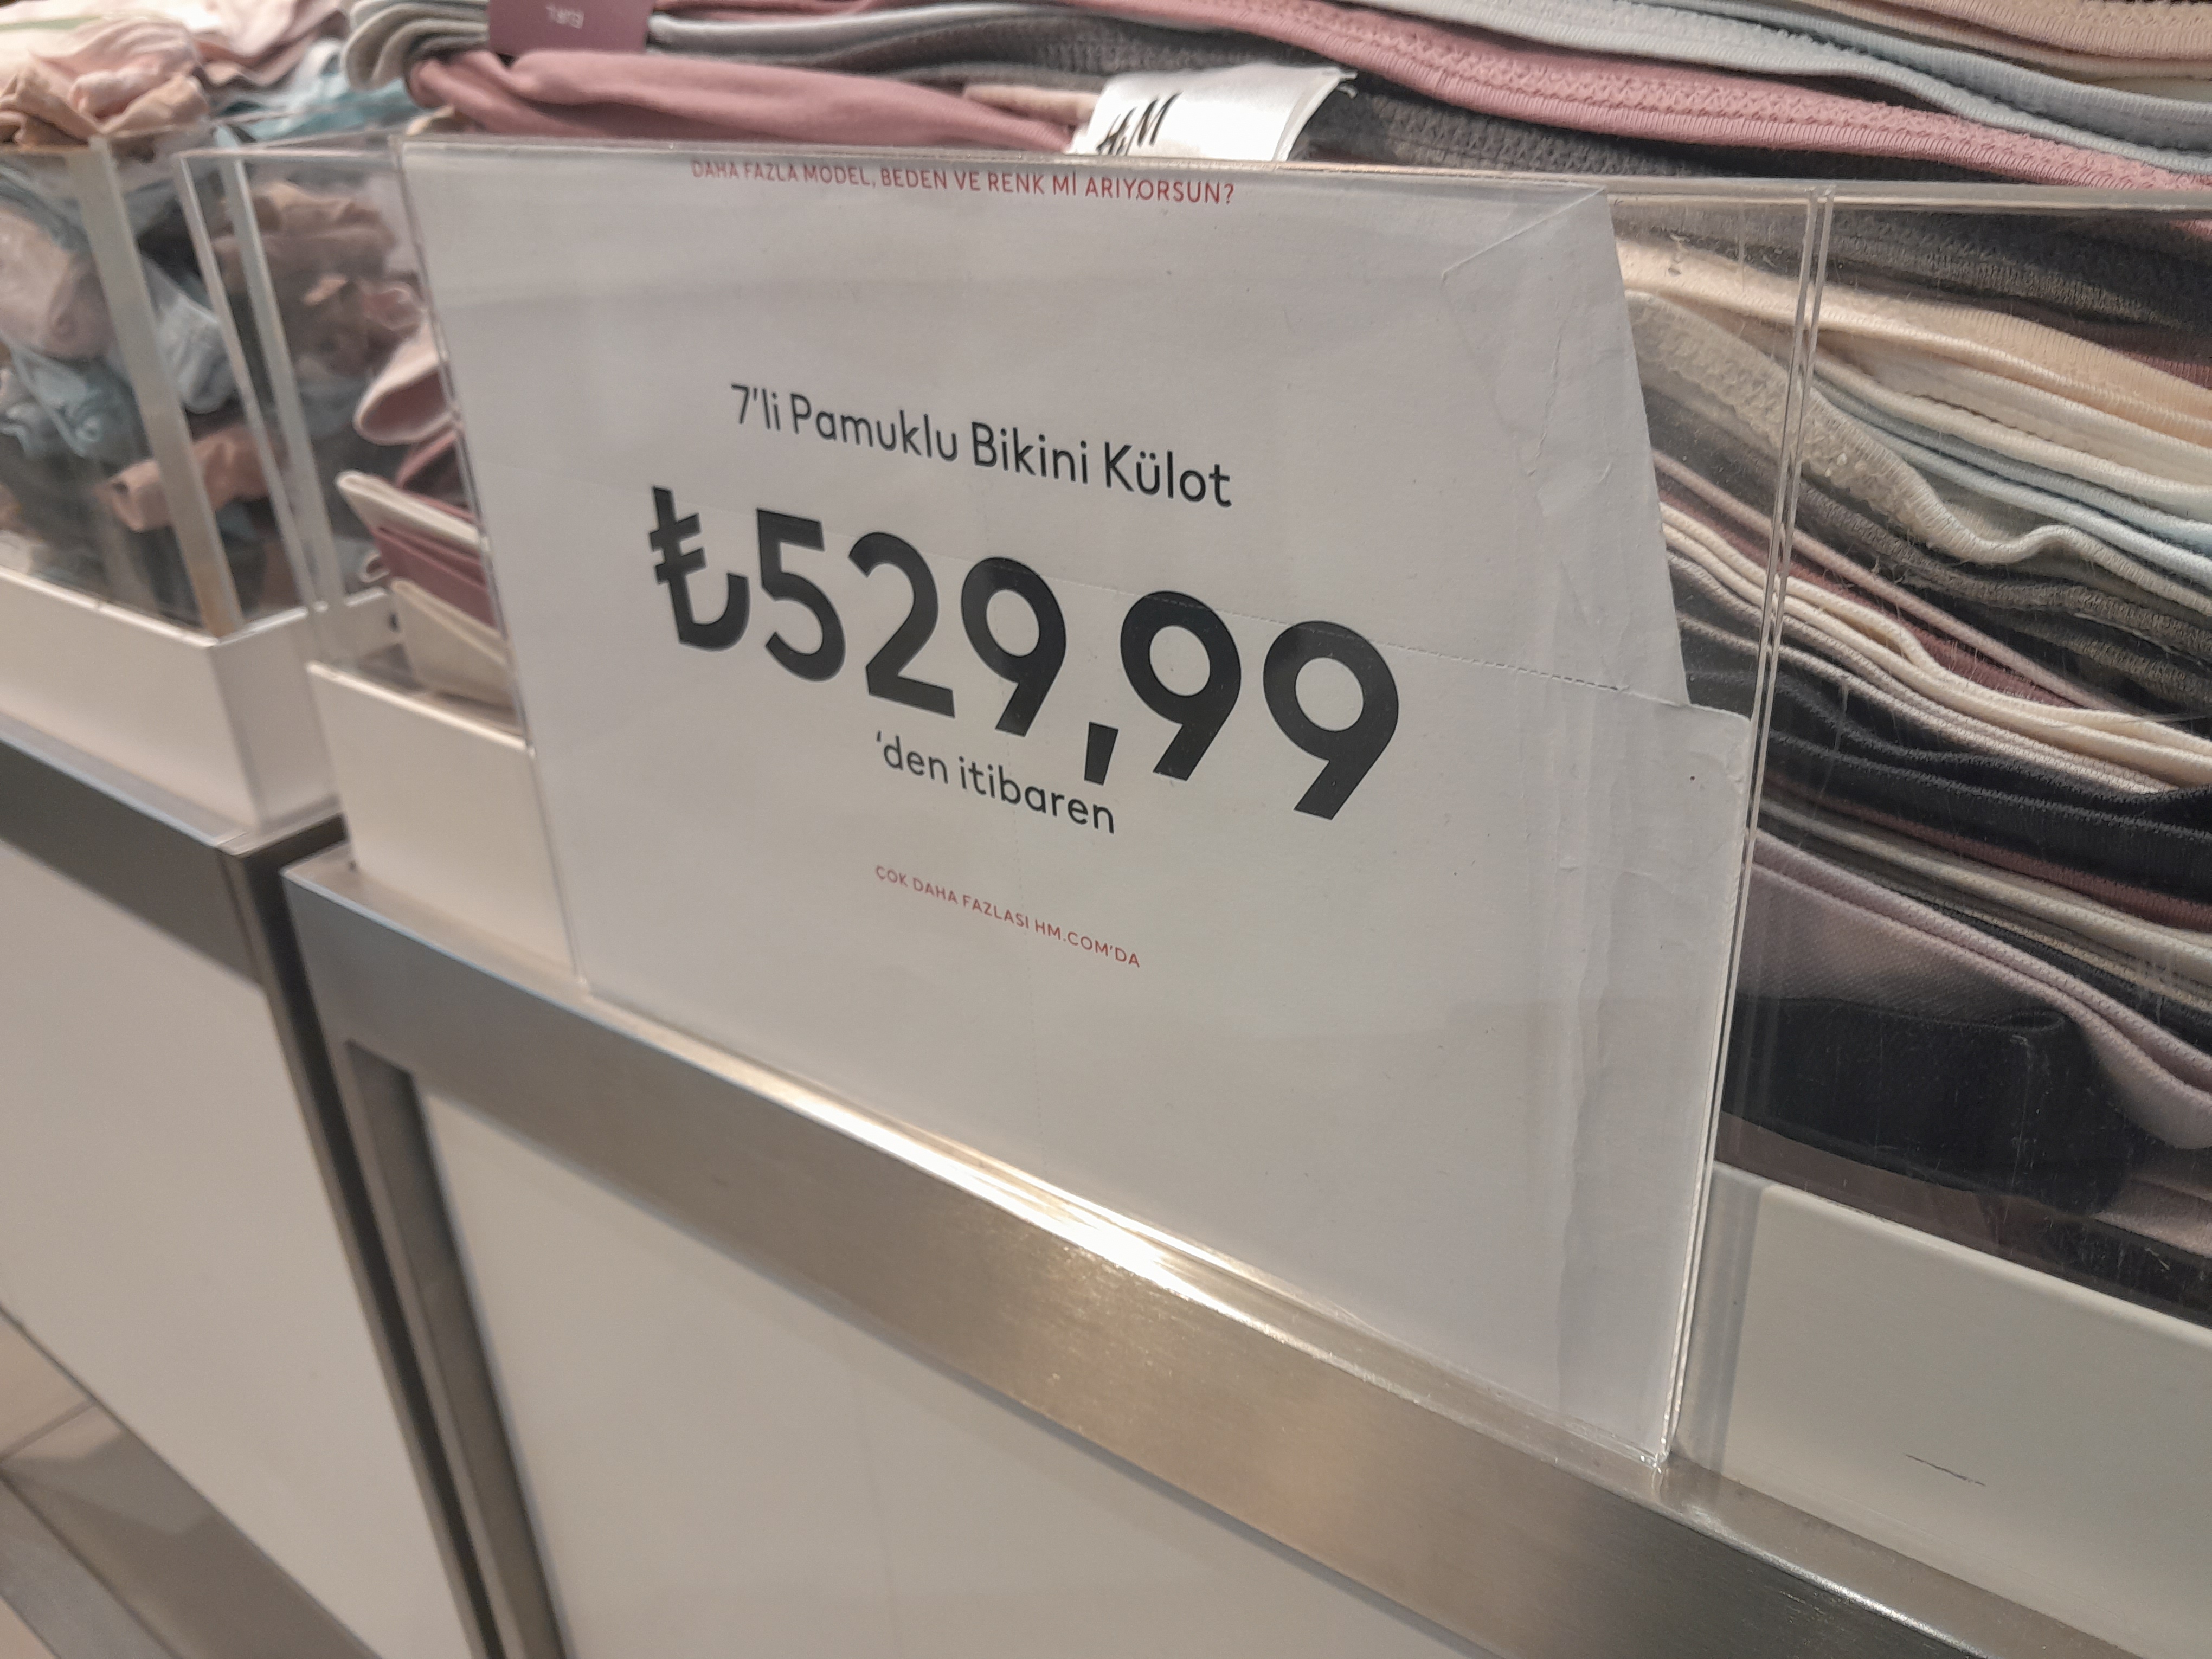 H&M
DAHA FAZLA MODEL, BEDEN VE RENK Mİ ARIYORSUN?
7'li Pamuklu Bikini Külot
₺529,99
'den itibaren
ÇOK DAHA FAZLASI HM.COM'DA